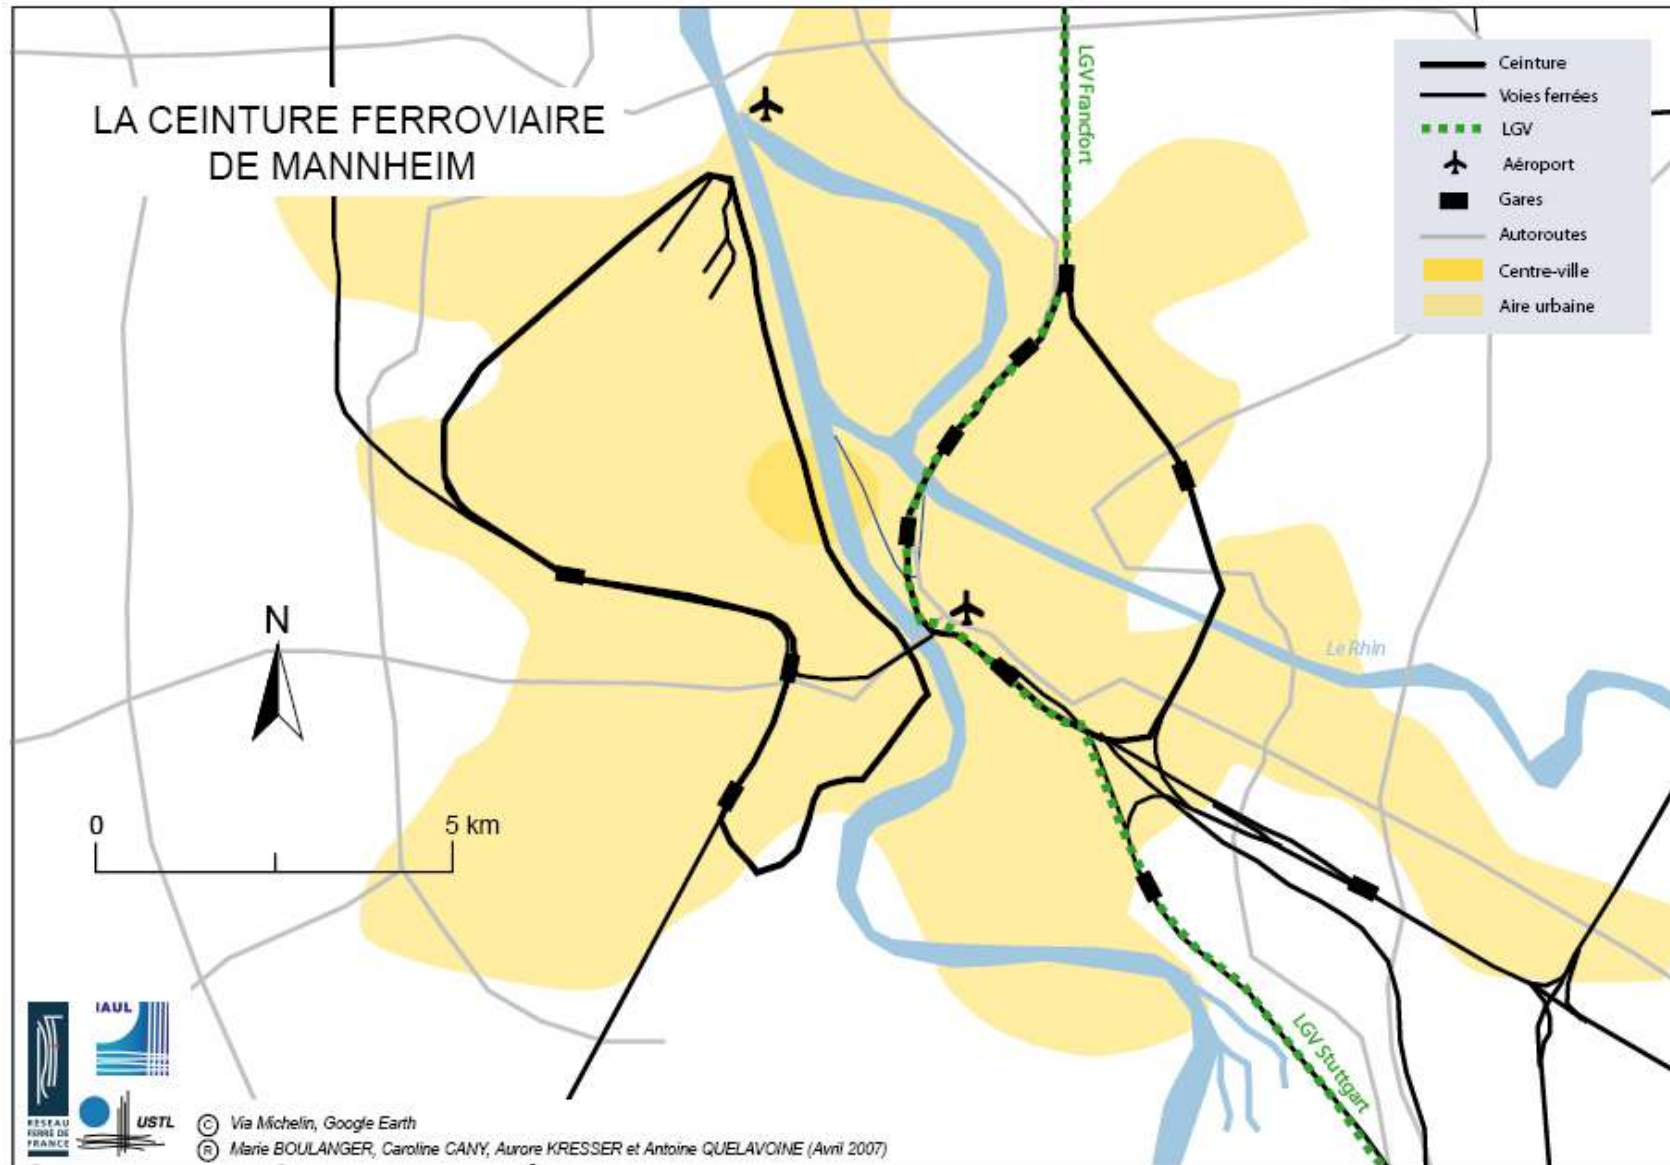 LA CEINTURE FERROVIAIRE
DE MANNHEIM
LGV Francfort
Ceinture
Voies ferrées
LGV
Aéroport
Gares
Autoroutes
Centre-ville
Aire urbaine
N
Le Rhin
0
5 km
LGV Stuttgart
IAUL
RESEAU
FERRE DE
FRANCE
USTL
© Via Michelin, Google Earth
® Marie BOULANGER, Caroline CANY, Aurore KRESSER et Antoine QUELAVOINE (Avril 2007)